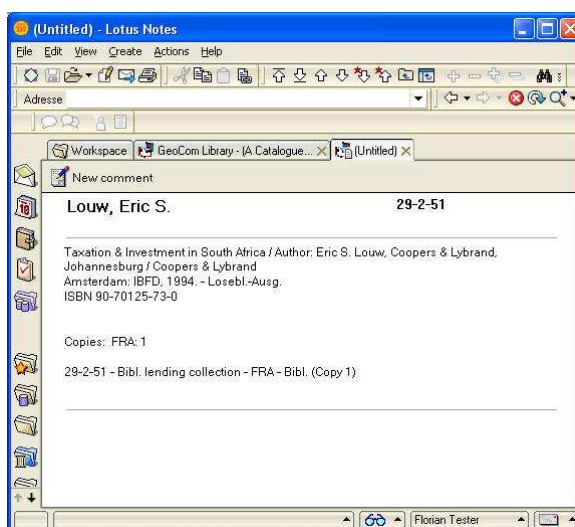 (Untitled) - Lotus Notes
File Edit View Create Actions Help
Adresse
Workspace GeoCom Library - (A Catalogue... (Untitled)
New comment
Louw, Eric S. 29-2-51
Taxation & Investment in South Africa / Author: Eric S. Louw, Coopers & Lybrand,
Johannesburg / Coopers & Lybrand
Amsterdam: IBFD, 1994. - Losebl.-Ausg.
ISBN 90-70125-73-0
Copies: FRA: 1
29-2-51 - Bibl. lending collection - FRA - Bibl. (Copy 1)
Florian Tester